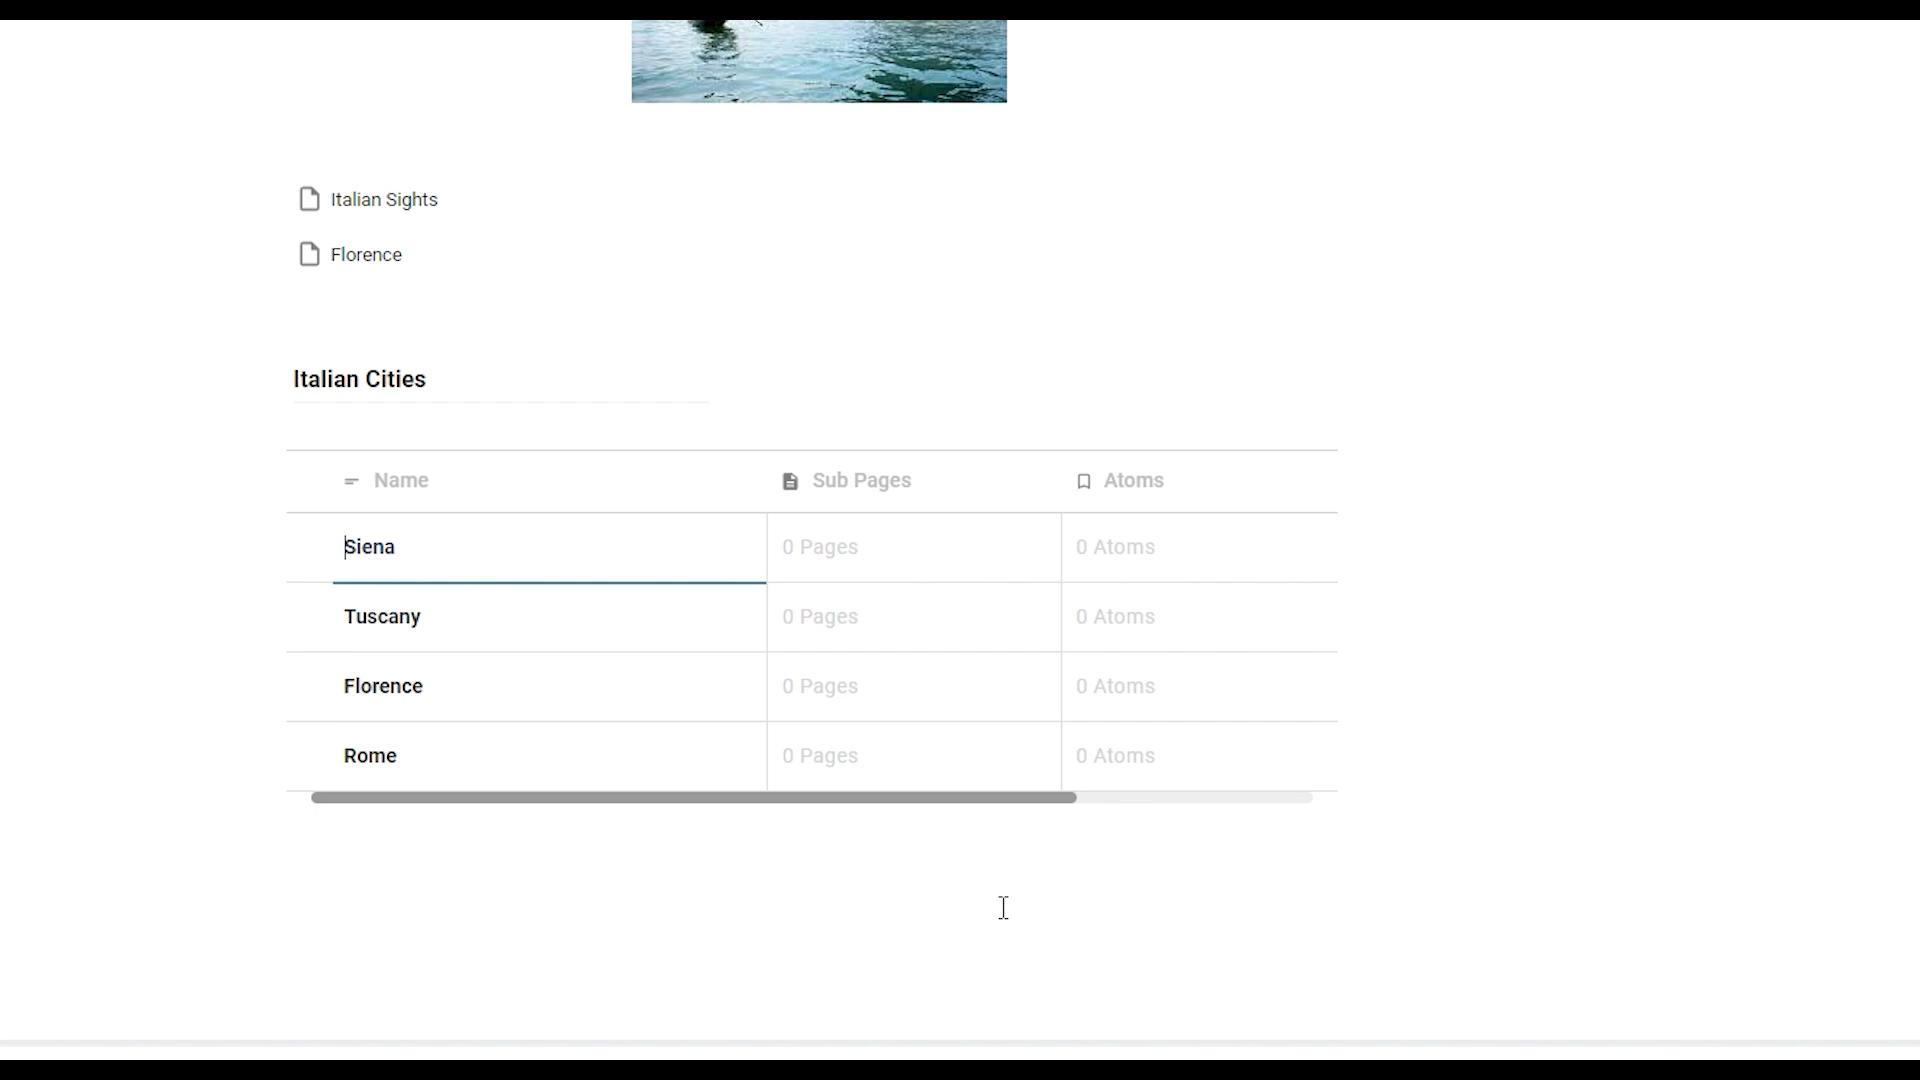 Italian Sights
Florence
Italian Cities
Name Sub Pages Atoms
Siena 0 Pages 0 Atoms
Tuscany 0 Pages 0 Atoms
Florence 0 Pages 0 Atoms
Rome 0 Pages 0 Atoms